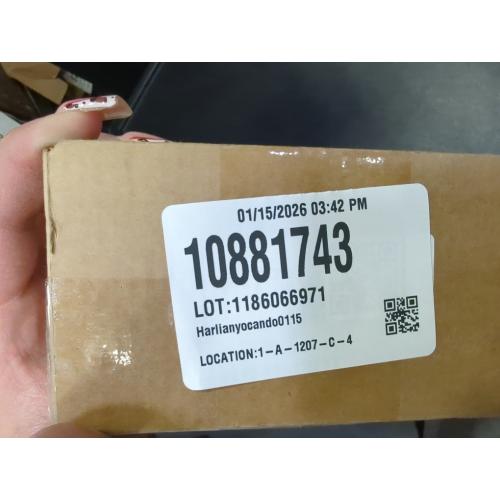 01/15/2026 03:42 PM
10881743
LOT:1186066971
Harlianyocando0115
LOCATION:1-A-1207-C-4